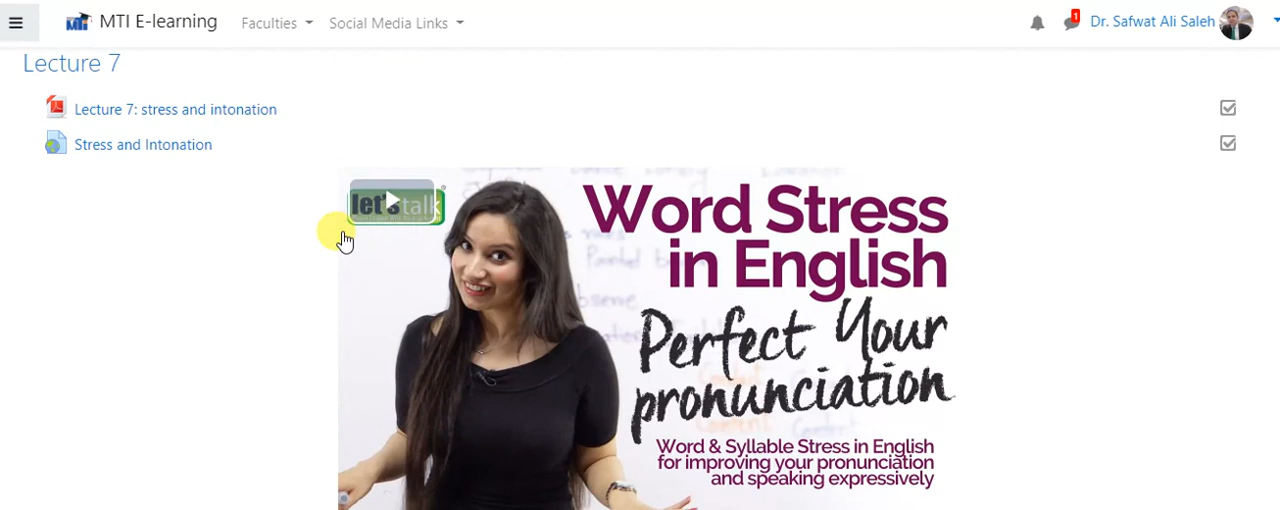 MTI E-learning Faculties Social Media Links 1 Dr. Safwat Ali Saleh
Lecture 7
Lecture 7: stress and intonation
Stress and Intonation
let's talk
Word Stress
in English
Perfect Your
pronunciation
Word & Syllable Stress in English
for improving your pronunciation
and speaking expressively